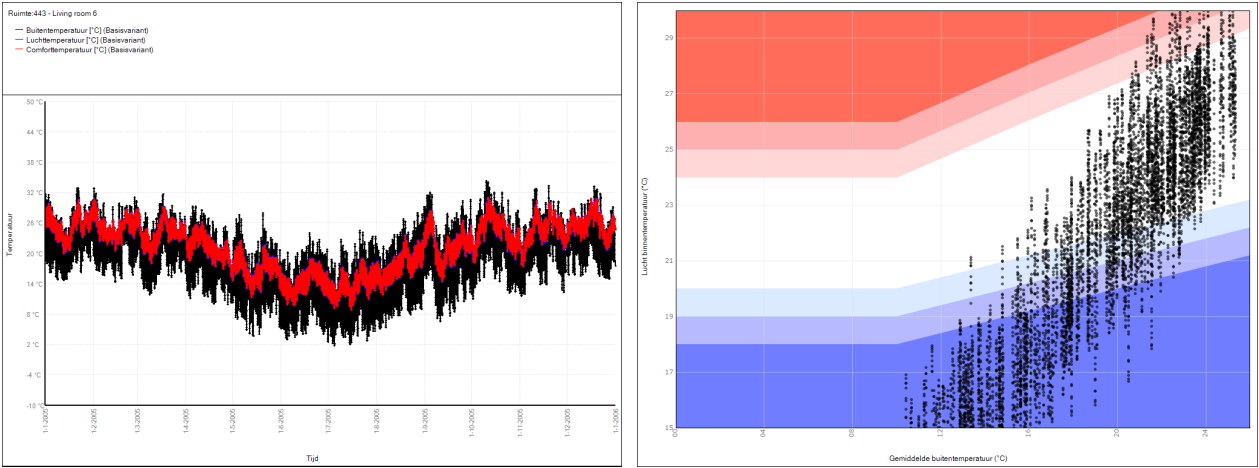 Ruimte:443 - Living room 6
Buitentemperatuur [°C] (Basisvariant)
Luchttemperatuur [°C] (Basisvariant)
Comforttemperatuur [°C] (Basisvariant)
Temperatuur
50 °C
44 °C
38 °C
32 °C
26 °C
20 °C
14 °C
8 °C
2 °C
-4 °C
-10 °C
1-1-2005
1-2-2005
1-3-2005
1-4-2005
1-5-2005
1-6-2005
1-7-2005
1-8-2005
1-9-2005
1-10-2005
1-11-2005
1-12-2005
1-1-2006
Tijd
Lucht binnentemperatuur (°C)
29
27
25
23
21
19
17
15
00
04
08
12
16
20
24
Gemiddelde buitentemperatuur (°C)